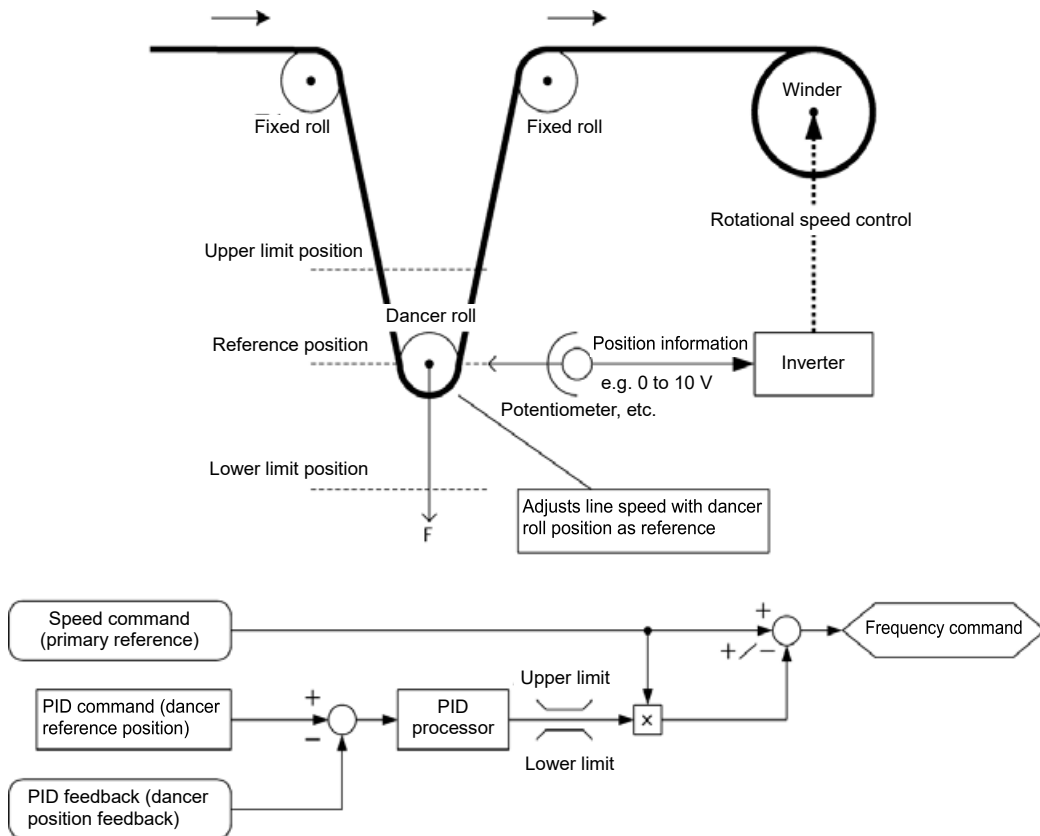 Fixed roll
Fixed roll
Winder
Rotational speed control
Upper limit position
Dancer roll
Reference position
Position information
e.g. 0 to 10 V
Inverter
Potentiometer, etc.
Lower limit position
Adjusts line speed with dancer
roll position as reference
F
Speed command
(primary reference)
+
+/−
Frequency command
PID command (dancer
reference position)
+
−
PID
processor
Upper limit
Lower limit
×
PID feedback (dancer
position feedback)